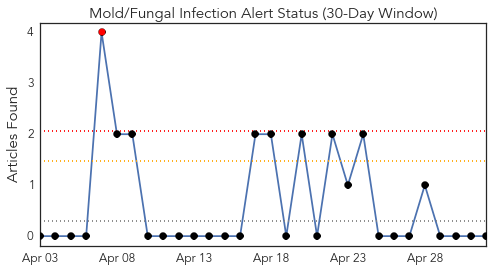 Mold/Fungal Infection Alert Status (30-Day Window)
Articles Found
4
3
2
1
0
Apr 03 Apr 08 Apr 13 Apr 18 Apr 23 Apr 28